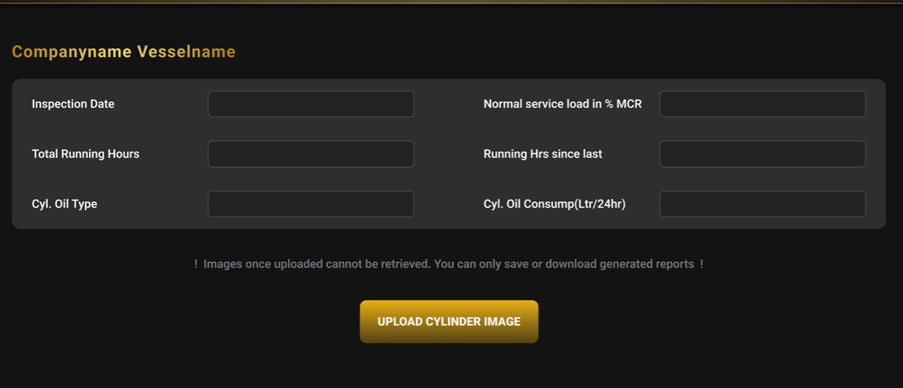 Companyname Vesselname
Inspection Date
Normal service load in % MCR
Total Running Hours
Running Hrs since last
Cyl. Oil Type
Cyl. Oil Consump(Ltr/24hr)
! Images once uploaded cannot be retrieved. You can only save or download generated reports !
UPLOAD CYLINDER IMAGE